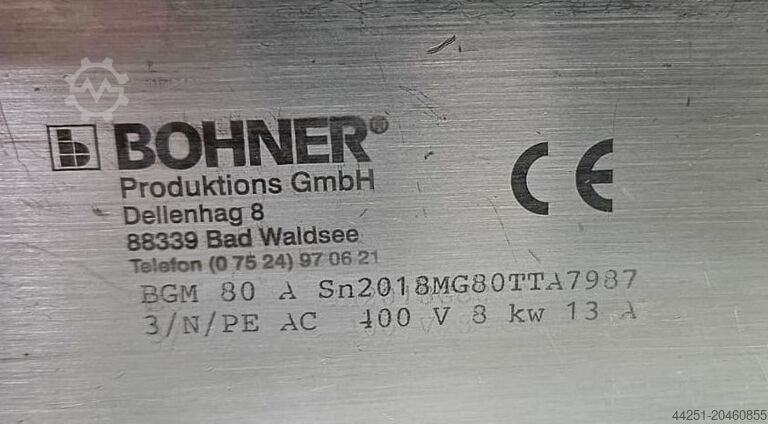 b BOHNER®
Produktions GmbH
Dellenhag 8
88339 Bad Waldsee
Telefon (0 75 24) 97 06 21
CE
BGM 80 A Sn2018MG80TTA7987
3/N/PE AC 400 V 8 kw 13 A
44251-20460855